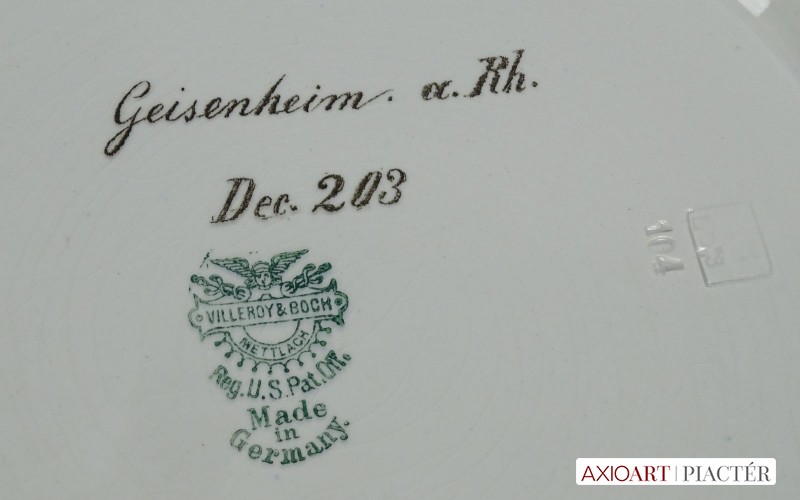 Geisenheim. a. Rh.
Dec. 203
VILLEROY & BOCH
METTLACH
Reg. U.S. Pat. Off.
Made
in
Germany.
104
AXIOART | PIACTÉR